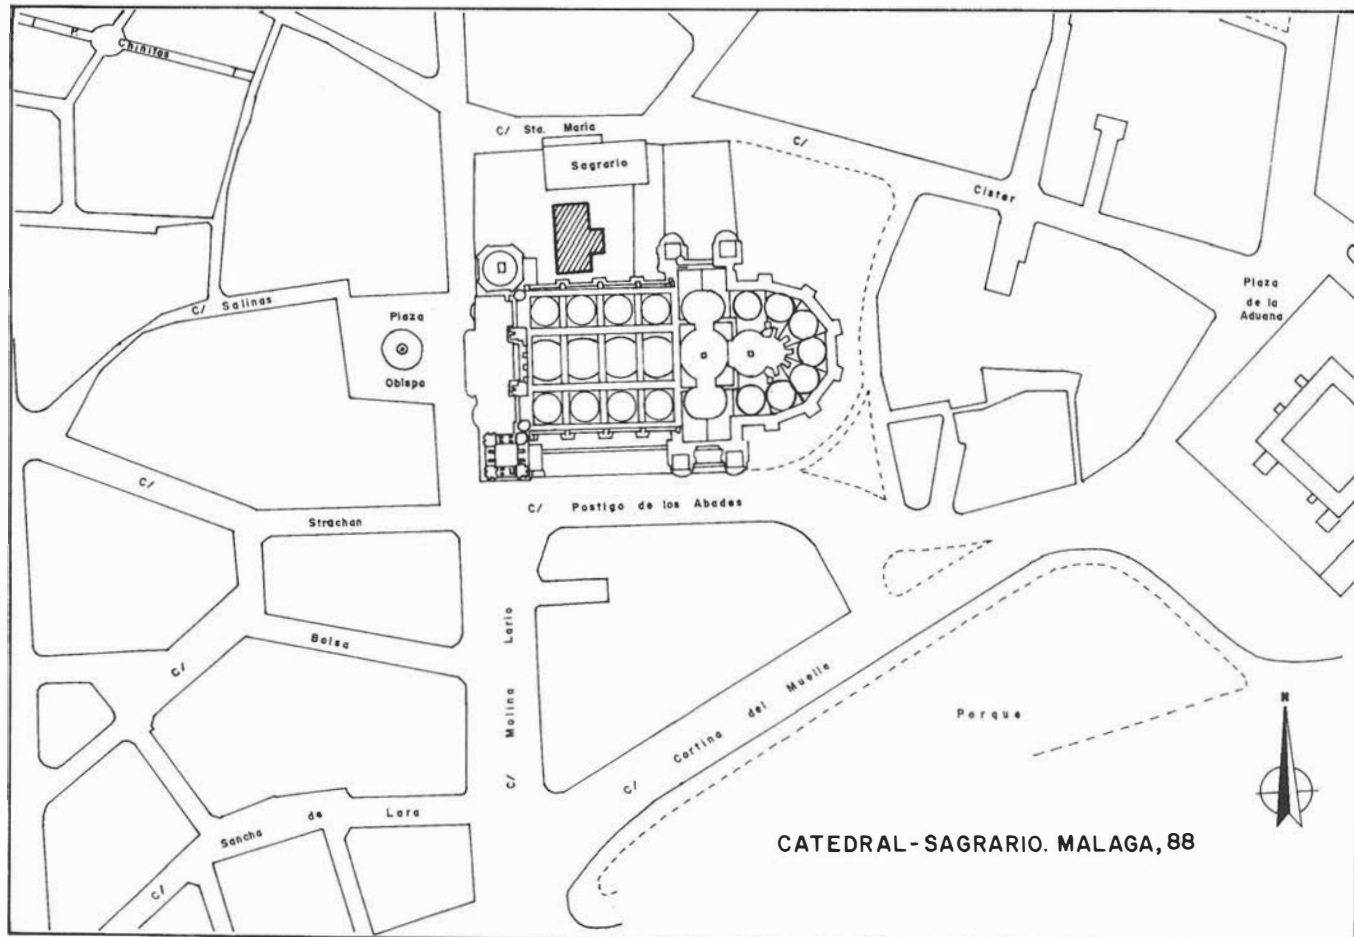 P. Chinitas
C/ Sta. Maria
Sagrario
C/ Cister
Plaza
de la
Aduana
C/ Salinas
Plaza
Obispo
C/ Strachan
C/ Postigo de los Abades
C/ Bolsa
C/ Molina Lario
C/ Cortina del Muelle
Parque
N
C/ Sancha de Lara
CATEDRAL-SAGRARIO. MALAGA, 88